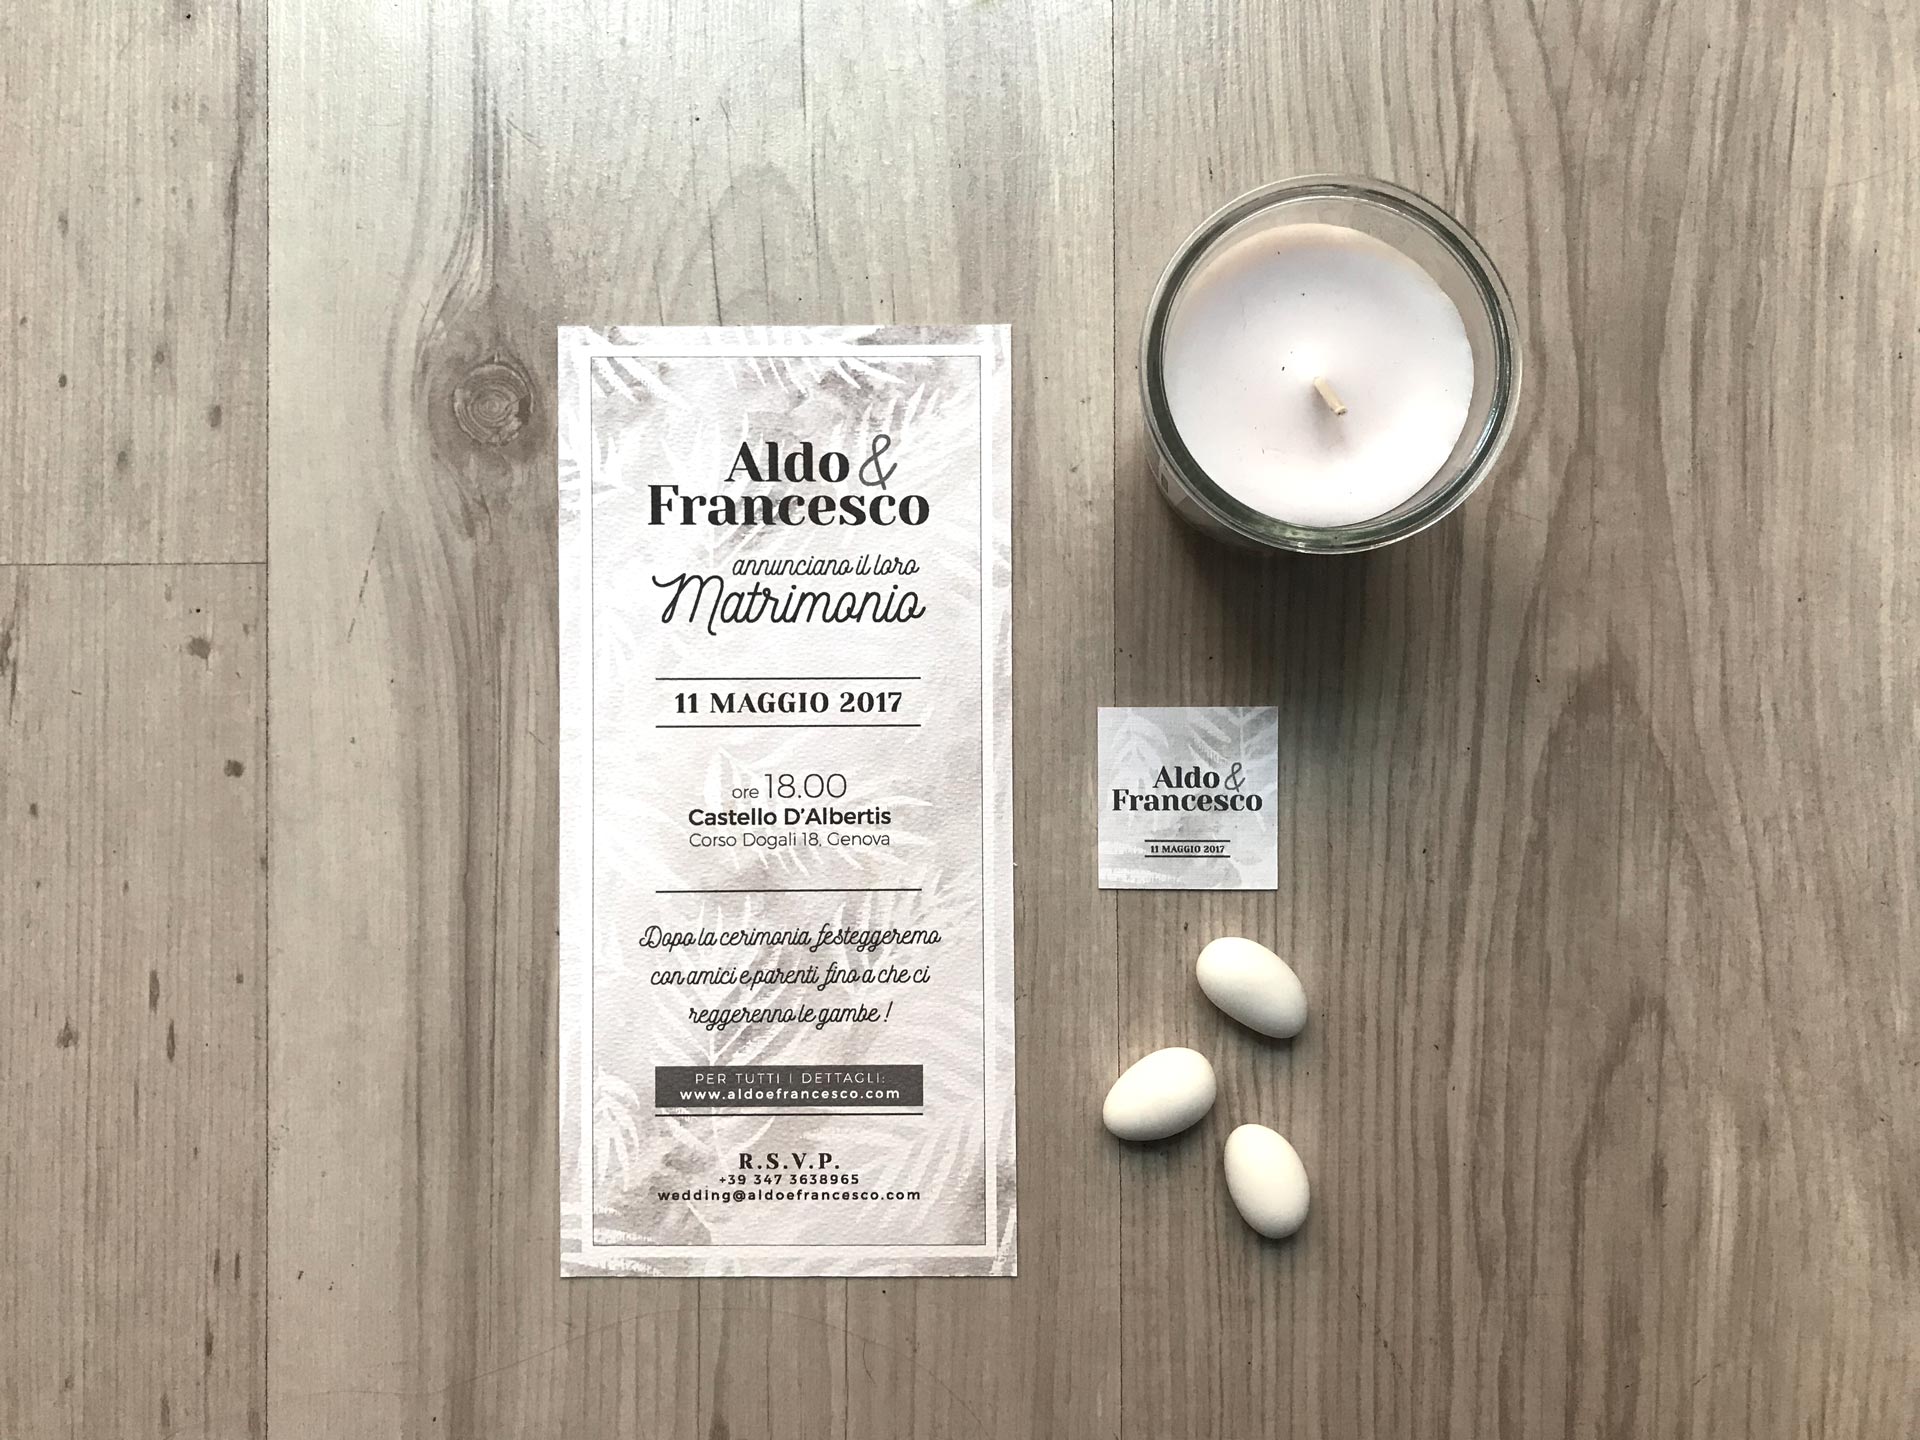 Aldo &
Francesco
annunciano il loro
Matrimonio
11 MAGGIO 2017
ore 18.00
Castello D'Albertis
Corso Dogali 18, Genova
Dopo la cerimonia festeggeremo
con amici e parenti fino a che ci
reggerenno le gambe !
PER TUTTI I DETTAGLI:
www.aldoefrancesco.com
R.S.V.P.
+39 347 3638965
wedding@aldoefrancesco.com
Aldo &
Francesco
11 MAGGIO 2017